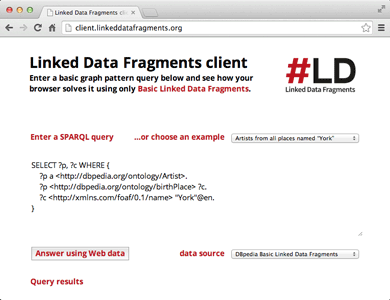 Linked Data Fragments cli
client.linkeddatafragments.org
Linked Data Fragments client
Enter a basic graph pattern query below and see how your
browser solves it using only Basic Linked Data Fragments.
#LD
Linked Data Fragments
Enter a SPARQL query
...or choose an example
Artists from all places named "York"
SELECT ?p, ?c WHERE {
?p a <http://dbpedia.org/ontology/Artist>.
?p <http://dbpedia.org/ontology/birthPlace> ?c.
?c <http://xmlns.com/foaf/0.1/name> "York"@en.
}
Answer using Web data
data source
DBpedia Basic Linked Data Fragments
Query results